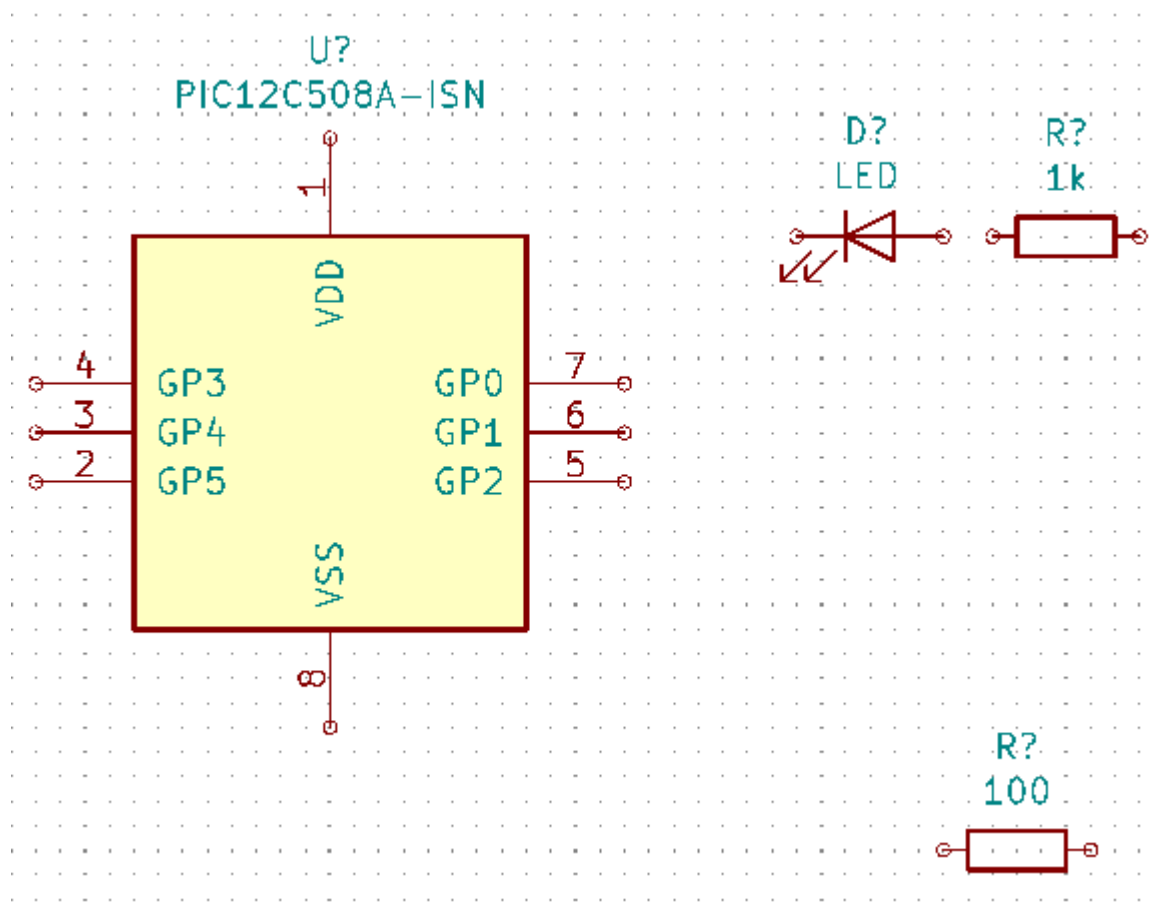 U?
PIC12C508A-ISN
1
VDD
4 GP3 GP0 7
3 GP4 GP1 6
2 GP5 GP2 5
VSS
8
D?
LED
R?
1k
R?
100